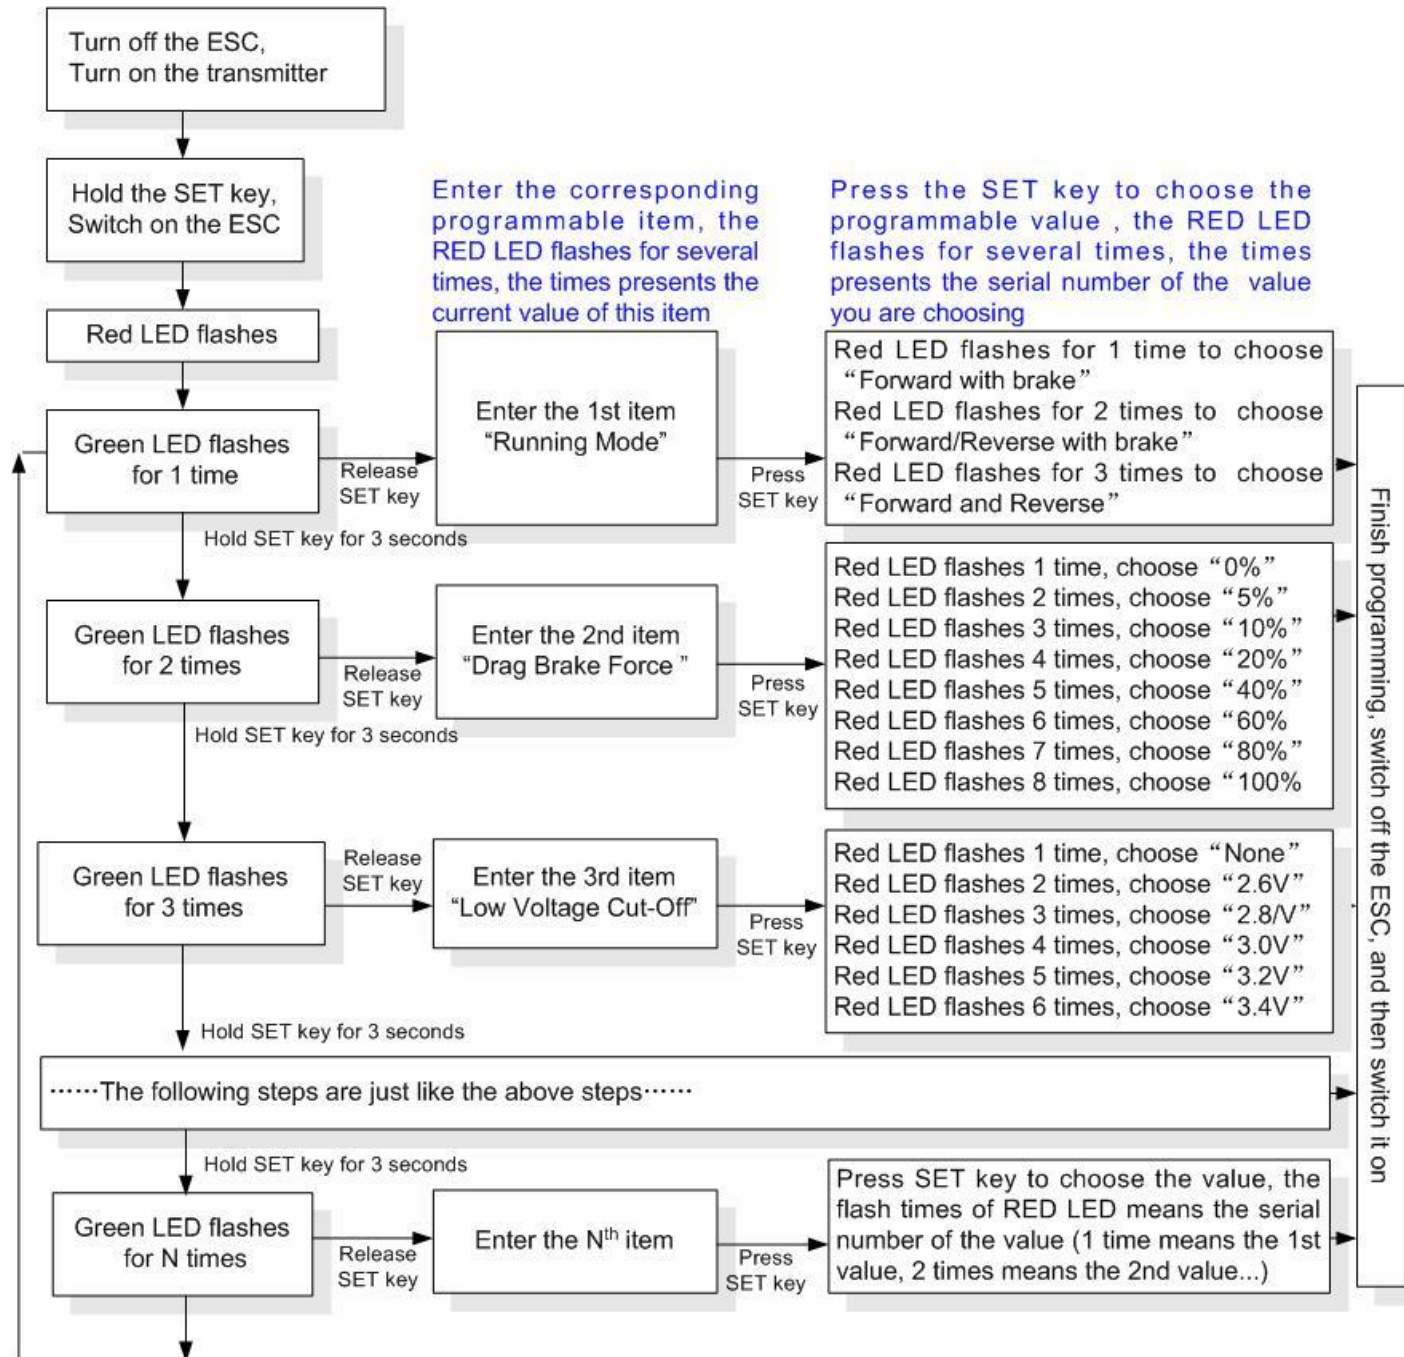 Turn off the ESC,
Turn on the transmitter
Hold the SET key,
Switch on the ESC
Enter the corresponding
programmable item, the
RED LED flashes for several
times, the times presents the
current value of this item
Press the SET key to choose the
programmable value , the RED LED
flashes for several times, the times
presents the serial number of the value
you are choosing
Red LED flashes
Green LED flashes
for 1 time
Release
SET key
Enter the 1st item
“Running Mode”
Press
SET key
Red LED flashes for 1 time to choose
“Forward with brake”
Red LED flashes for 2 times to choose
“Forward/Reverse with brake”
Red LED flashes for 3 times to choose
“Forward and Reverse”
Hold SET key for 3 seconds
Green LED flashes
for 2 times
Release
SET key
Enter the 2nd item
“Drag Brake Force ”
Press
SET key
Red LED flashes 1 time, choose “0%”
Red LED flashes 2 times, choose “5%”
Red LED flashes 3 times, choose “10%”
Red LED flashes 4 times, choose “20%”
Red LED flashes 5 times, choose “40%”
Red LED flashes 6 times, choose “60%
Red LED flashes 7 times, choose “80%”
Red LED flashes 8 times, choose “100%
Hold SET key for 3 seconds
Green LED flashes
for 3 times
Release
SET key
Enter the 3rd item
“Low Voltage Cut-Off”
Press
SET key
Red LED flashes 1 time, choose “None”
Red LED flashes 2 times, choose “2.6V”
Red LED flashes 3 times, choose “2.8/V”
Red LED flashes 4 times, choose “3.0V”
Red LED flashes 5 times, choose “3.2V”
Red LED flashes 6 times, choose “3.4V”
Hold SET key for 3 seconds
······The following steps are just like the above steps······
Hold SET key for 3 seconds
Green LED flashes
for N times
Release
SET key
Enter the Nth item
Press
SET key
Press SET key to choose the value, the
flash times of RED LED means the serial
number of the value (1 time means the 1st
value, 2 times means the 2nd value...)
Finish programming, switch off the ESC, and then switch it on